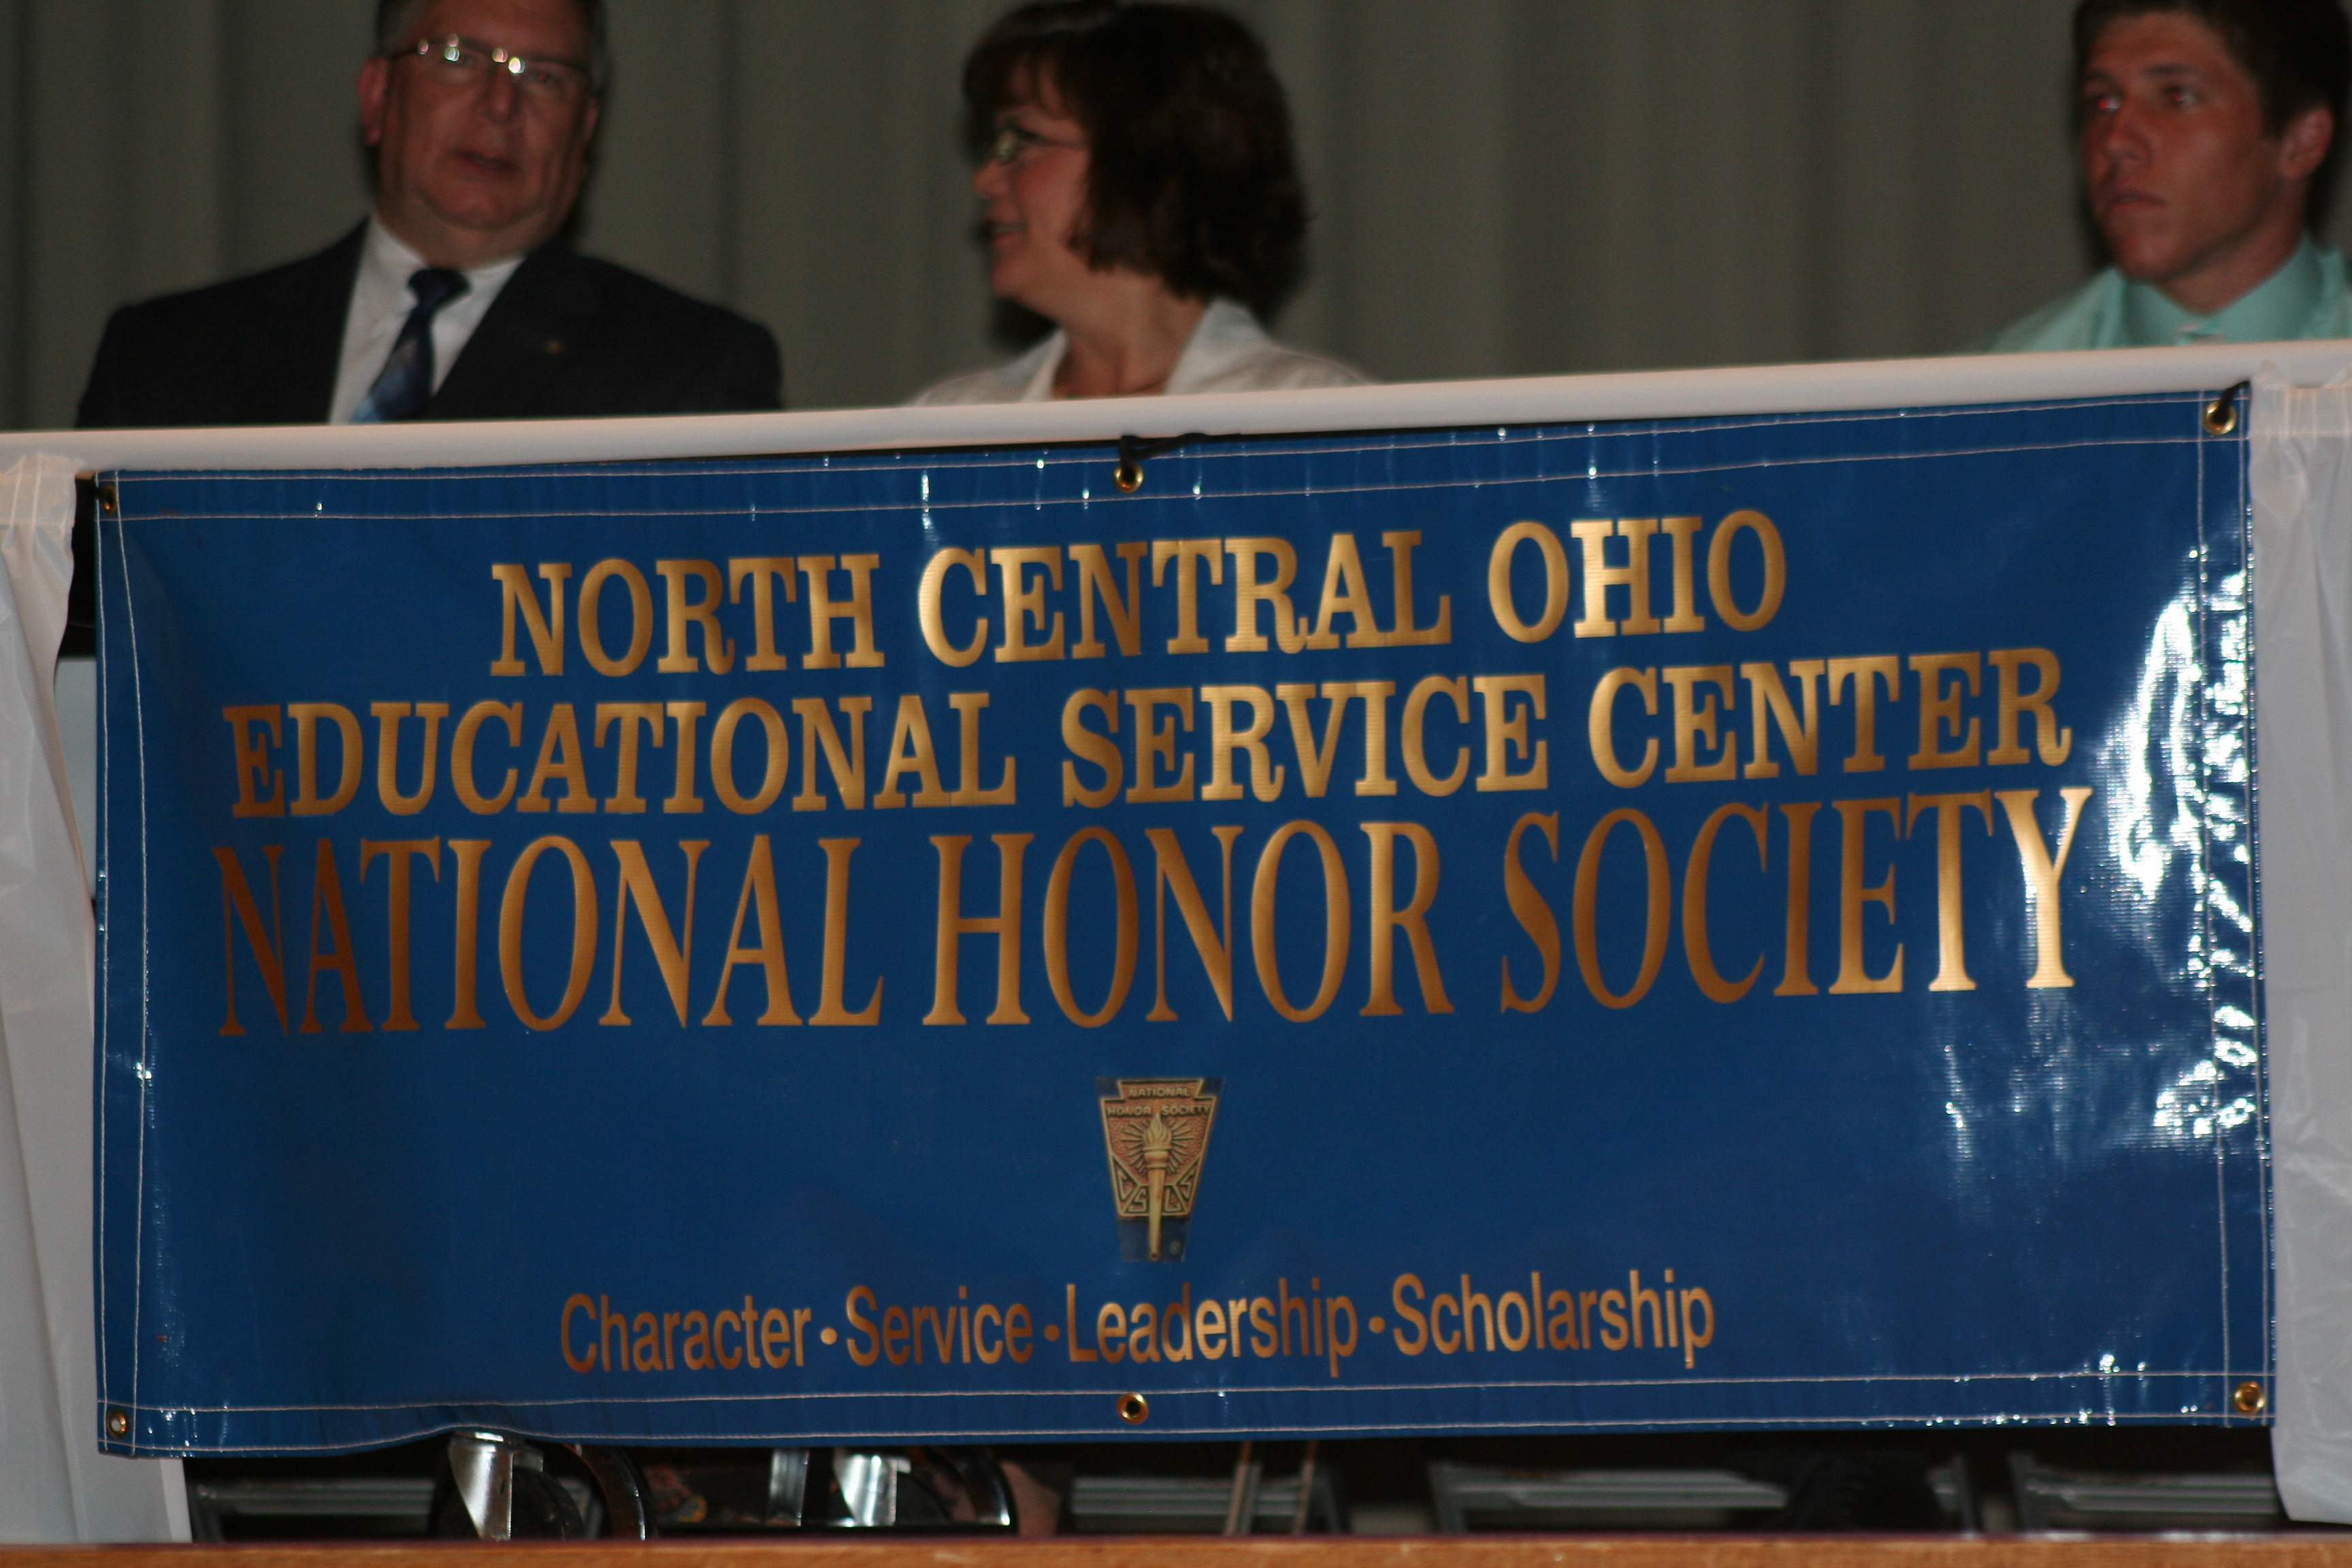 NORTH CENTRAL OHIO
EDUCATIONAL SERVICE CENTER
NATIONAL HONOR SOCIETY
NATIONAL
HONOR SOCIETY
C S L S
®
Character • Service • Leadership • Scholarship